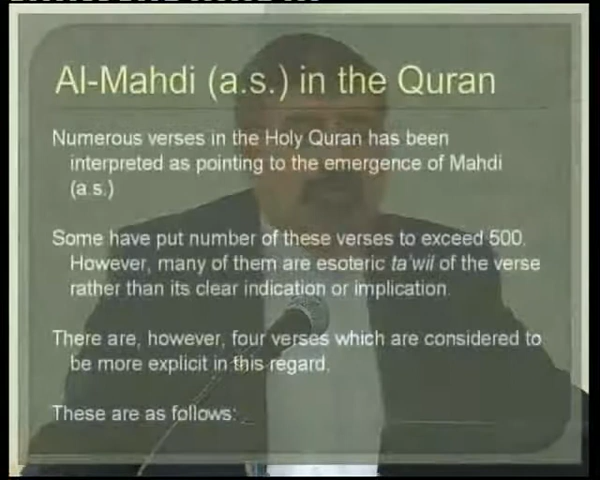 Al-Mahdi (a.s.) in the Quran
Numerous verses in the Holy Quran has been
interpreted as pointing to the emergence of Mahdi
(a.s.)
Some have put number of these verses to exceed 500.
However, many of them are esoteric ta'wil of the verse
rather than its clear indication or implication.
There are, however, four verses which are considered to
be more explicit in this regard.
These are as follows: